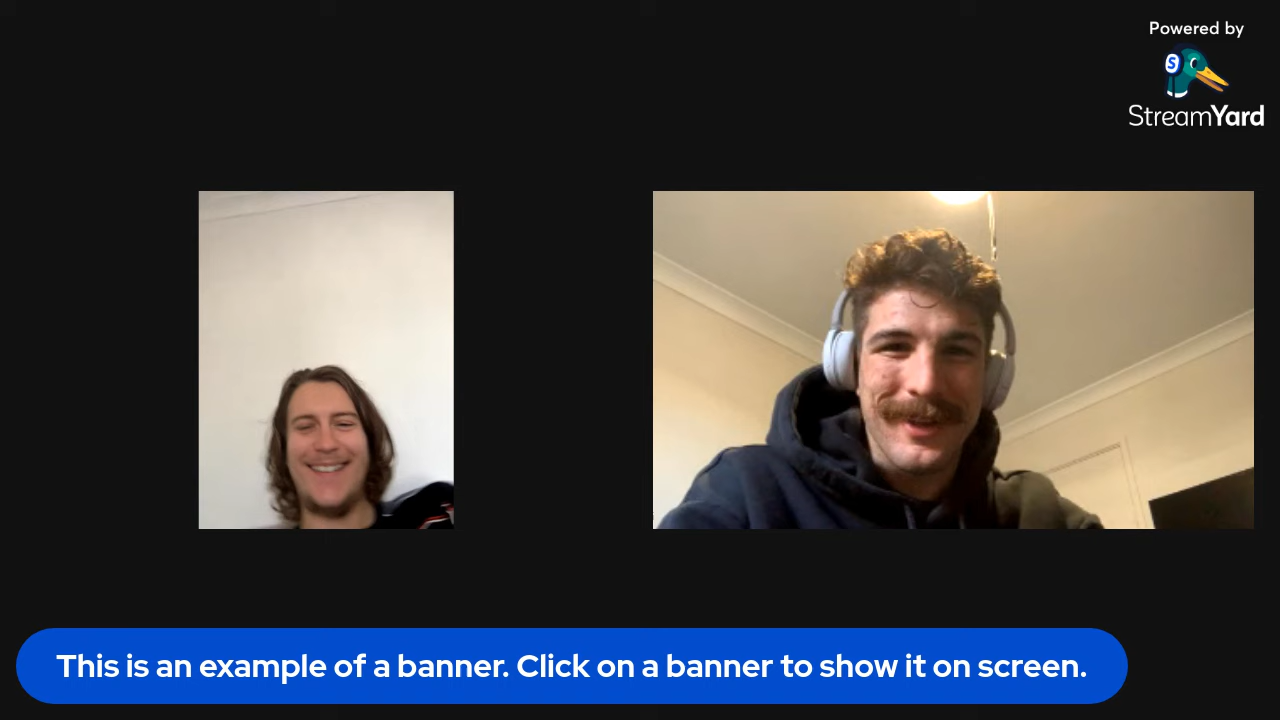 Powered by
S
StreamYard
This is an example of a banner. Click on a banner to show it on screen.